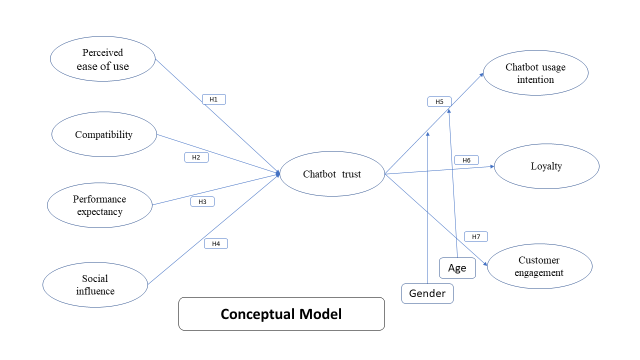 Perceived
ease of use
Compatibility
Performance
expectancy
Social
influence
H1
H2
H3
H4
Chatbot trust
H5
H6
H7
Chatbot usage
intention
Loyalty
Customer
engagement
Age
Gender
Conceptual Model